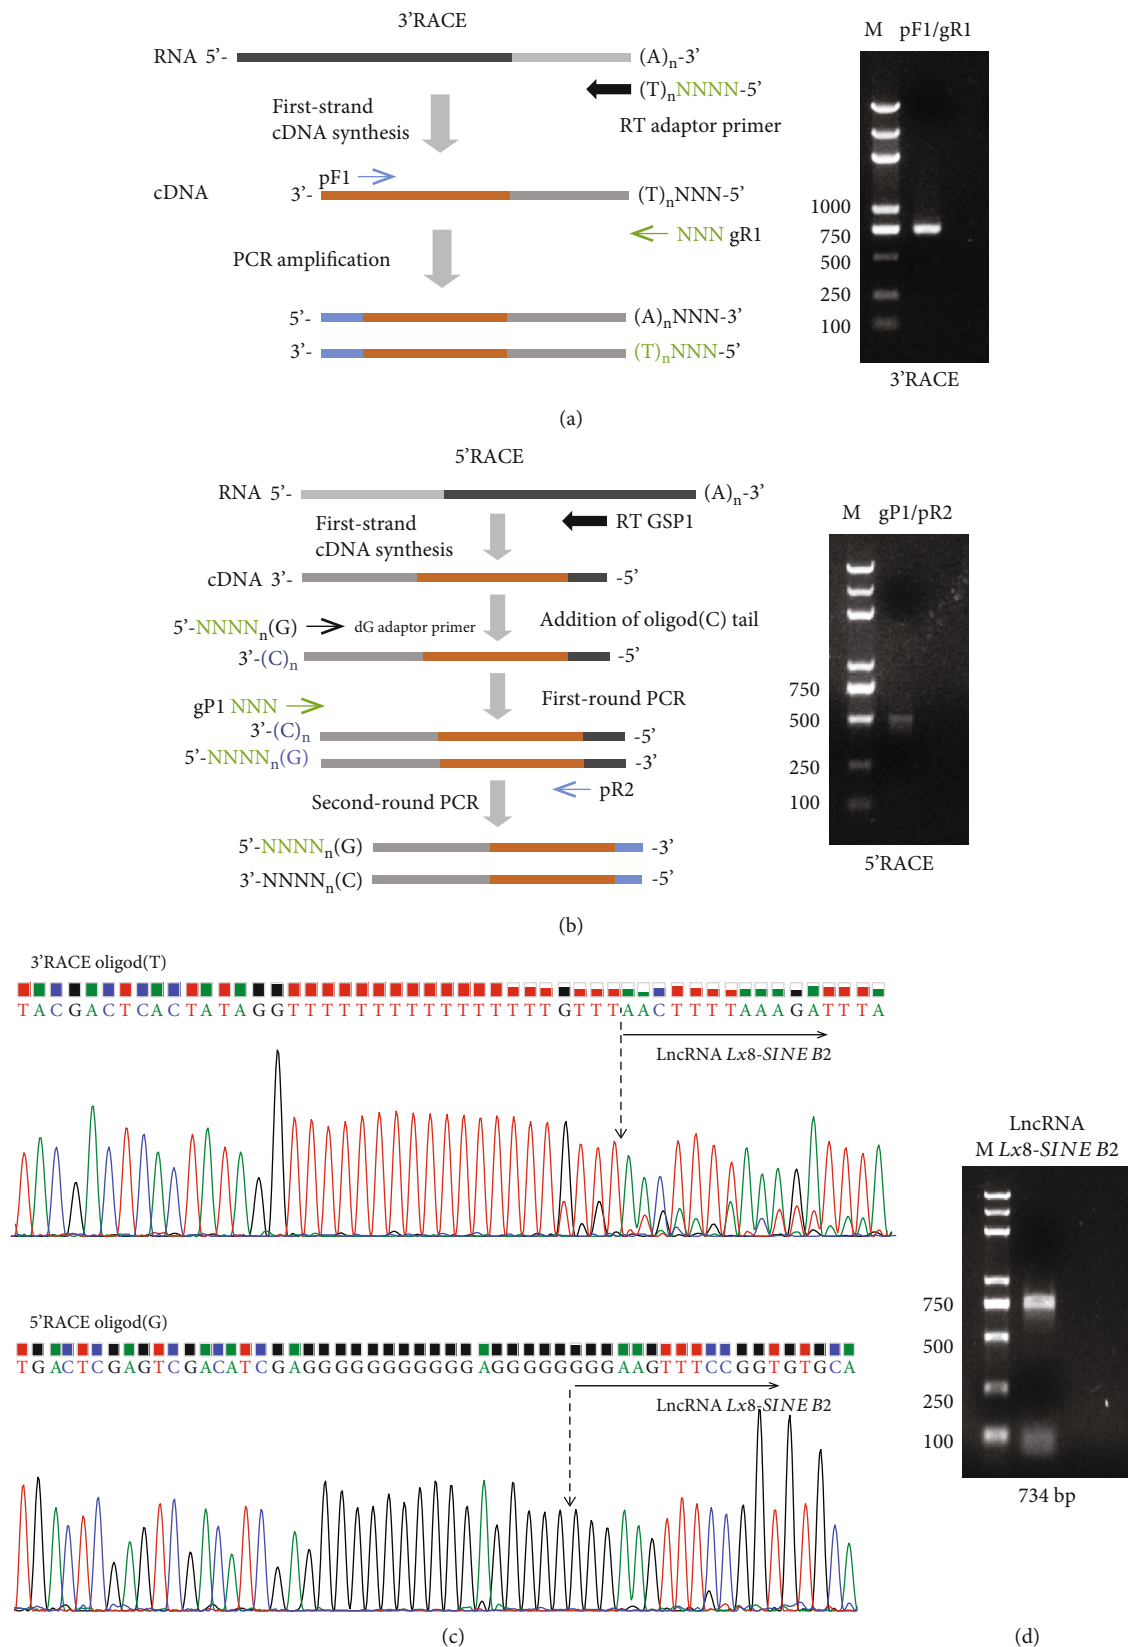 3'RACE
M pF1/gR1
RNA 5'- (A)n-3'
(T)nNNNN-5'
First-strand
cDNA synthesis
RT adaptor primer
pF1
cDNA 3'- (T)nNNN-5'
NNN gR1
PCR amplification
5'- (A)nNNN-3'
3'- (T)nNNN-5'
1000
750
500
250
100
3'RACE
(a)
5'RACE
RNA 5'- (A)n-3'
RT GSP1
First-strand
cDNA synthesis
cDNA 3'- -5'
Addition of oligod(C) tail
5'-NNNNn(G) dG adaptor primer
3'-(C)n -5'
gP1 NNN
First-round PCR
3'-(C)n -5'
5'-NNNNn(G) -3'
Second-round PCR
pR2
5'-NNNNn(G) -3'
3'-NNNNn(C) -5'
M gP1/pR2
750
500
250
100
5'RACE
(b)
3'RACE oligod(T)
TACGACTCACTATAGGTTTTTTTTTTTTTTTTTGTTTAACTTTTAAAGATTTA
LncRNA Lx8-SINE B2
5'RACE oligod(G)
TGACTCGAGTCGACATCGAGGGGGGGGGGGAGGGGGGGGAAGTTTCCGGTGTGCA
LncRNA Lx8-SINE B2
(c)
LncRNA
M Lx8-SINE B2
750
500
250
100
734 bp
(d)